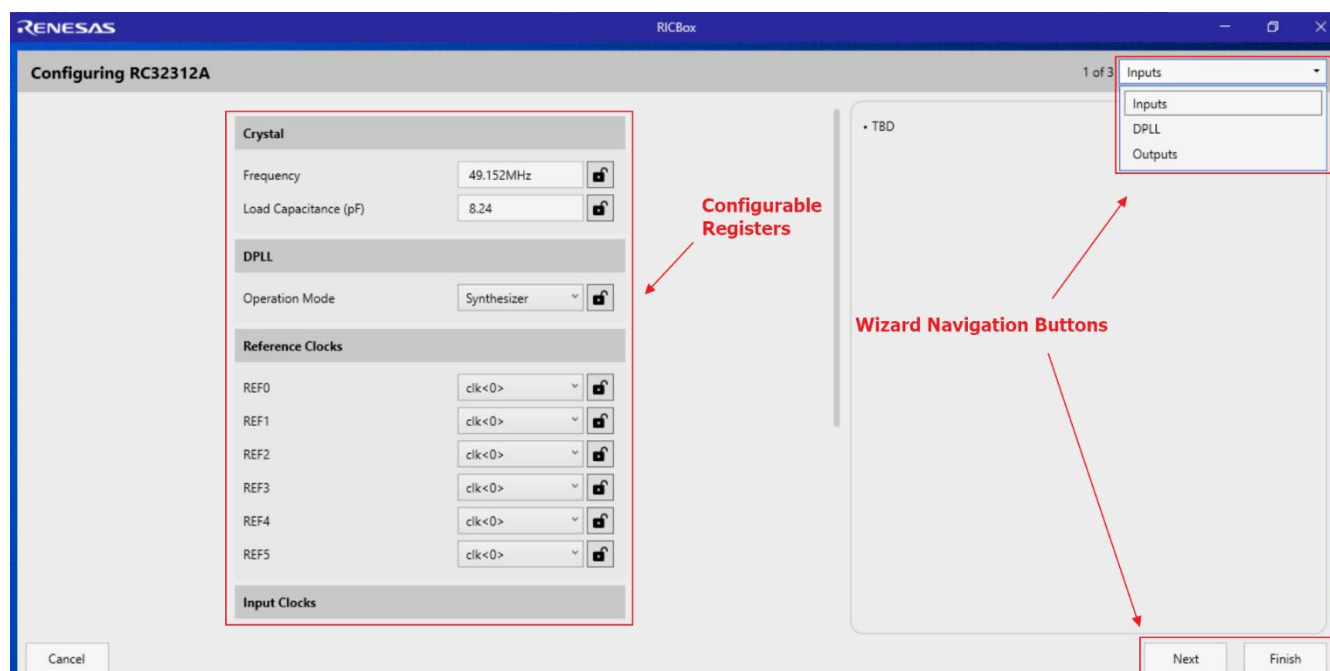 RENESAS RICBox
Configuring RC32312A 1 of 3 Inputs
Inputs
DPLL
Outputs
Crystal
Frequency 49.152MHz
Load Capacitance (pF) 8.24
DPLL
Operation Mode Synthesizer
Reference Clocks
REF0 clk<0>
REF1 clk<0>
REF2 clk<0>
REF3 clk<0>
REF4 clk<0>
REF5 clk<0>
Input Clocks
Configurable
Registers
• TBD
Wizard Navigation Buttons
Cancel Next Finish